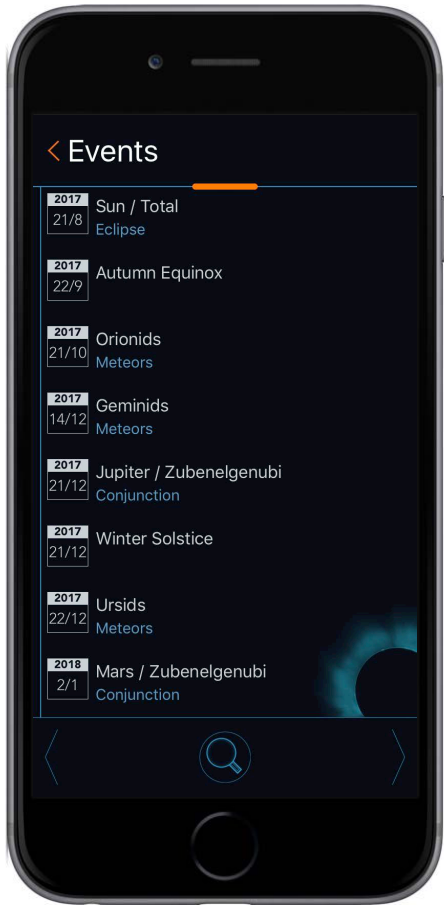 Events
2017
21/8
Sun / Total
Eclipse
2017
22/9
Autumn Equinox
2017
21/10
Orionids
Meteors
2017
14/12
Geminids
Meteors
2017
21/12
Jupiter / Zubenelgenubi
Conjunction
2017
21/12
Winter Solstice
2017
22/12
Ursids
Meteors
2018
2/1
Mars / Zubenelgenubi
Conjunction